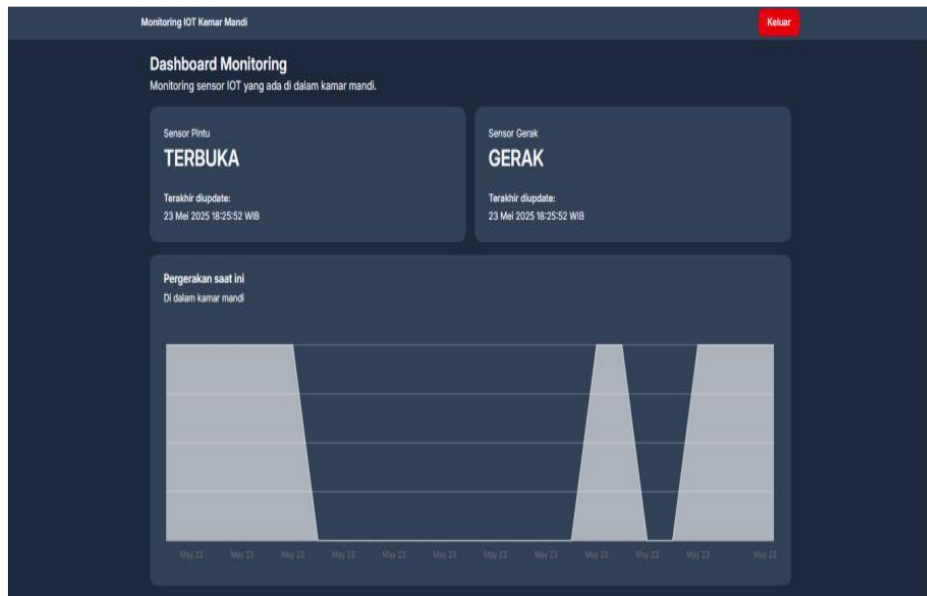 Monitoring IOT Kamar Mandi
Keluar
Dashboard Monitoring
Monitoring sensor IOT yang ada di dalam kamar mandi.
Sensor Pintu
TERBUKA
Terakhir diupdate:
23 Mei 2025 18:25:52 WIB
Sensor Gerak
GERAK
Terakhir diupdate:
23 Mei 2025 18:25:52 WIB
Pergerakan saat ini
Di dalam kamar mandi
May 23 May 23 May 23 May 23 May 23 May 23 May 23 May 23 May 23 May 23 May 23 May 23